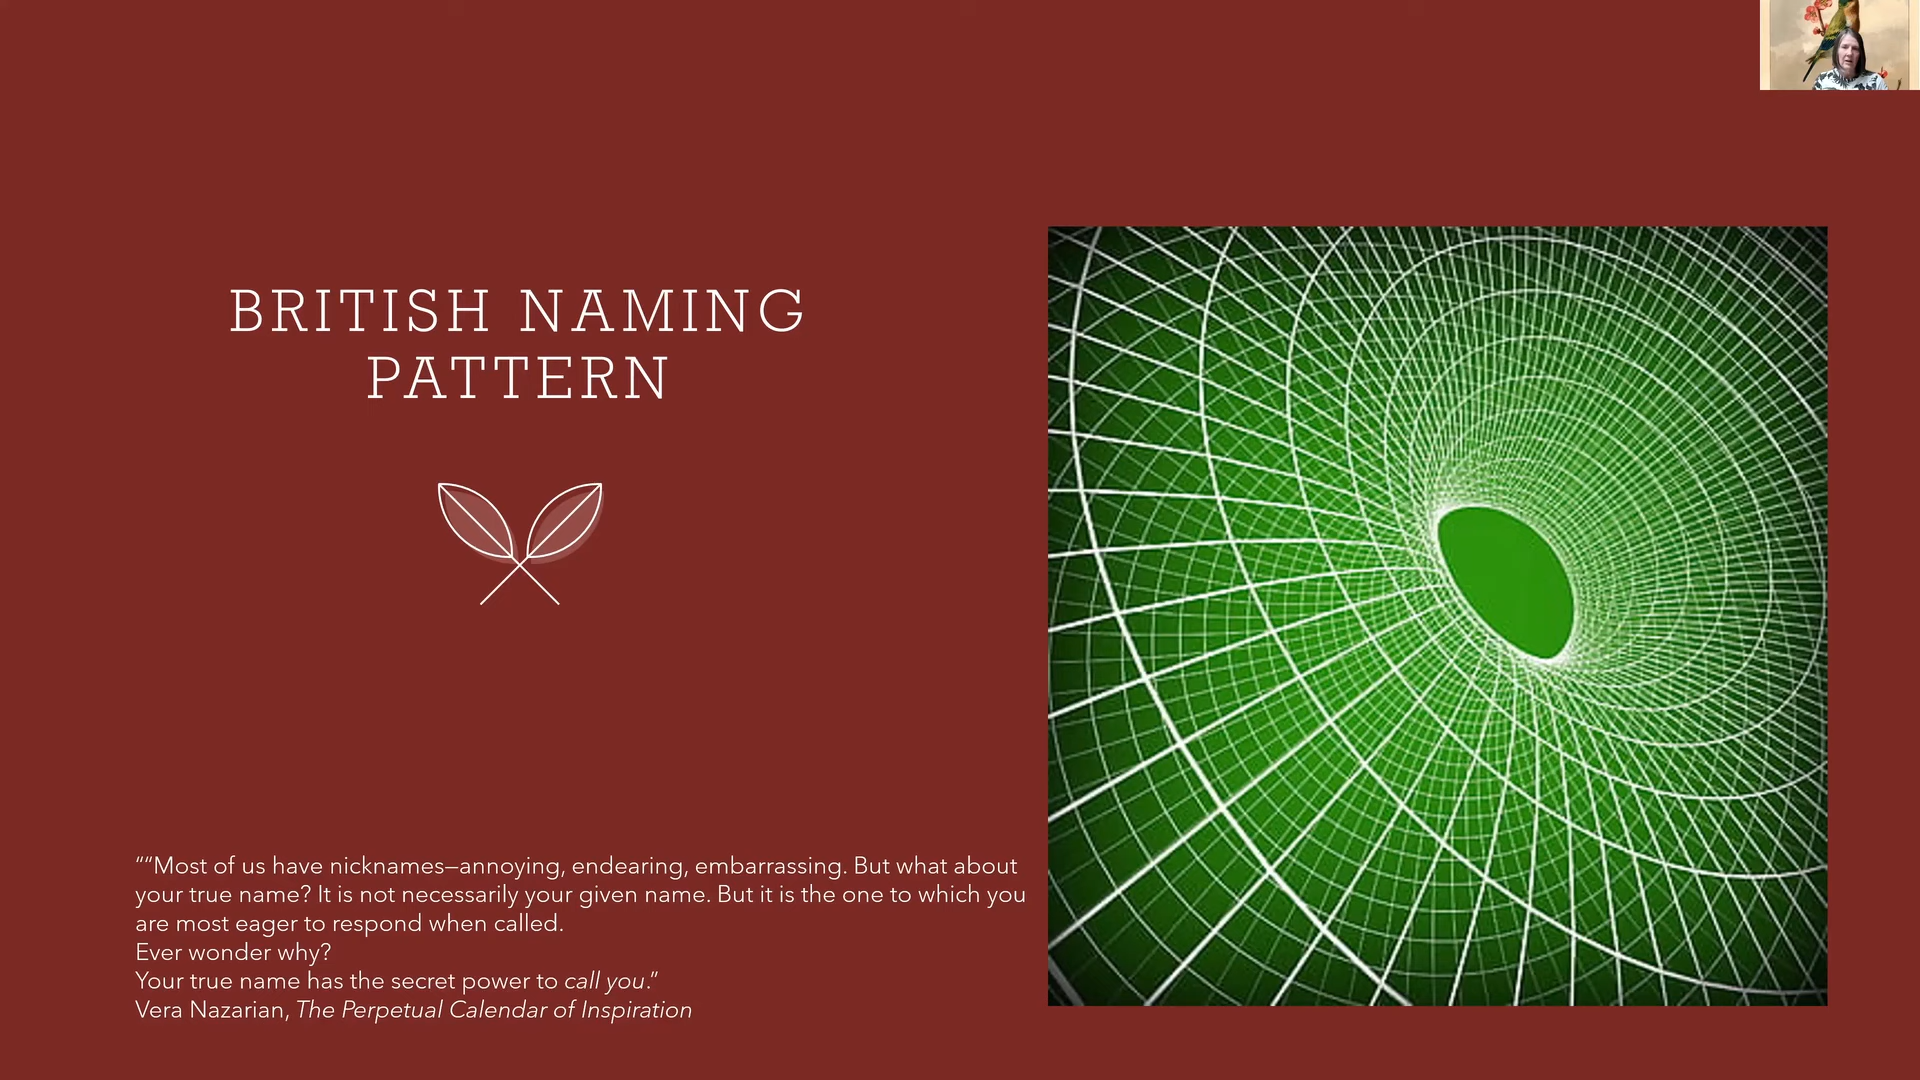 BRITISH NAMING
PATTERN
““Most of us have nicknames—annoying, endearing, embarrassing. But what about
your true name? It is not necessarily your given name. But it is the one to which you
are most eager to respond when called.
Ever wonder why?
Your true name has the secret power to call you.”
Vera Nazarian, The Perpetual Calendar of Inspiration